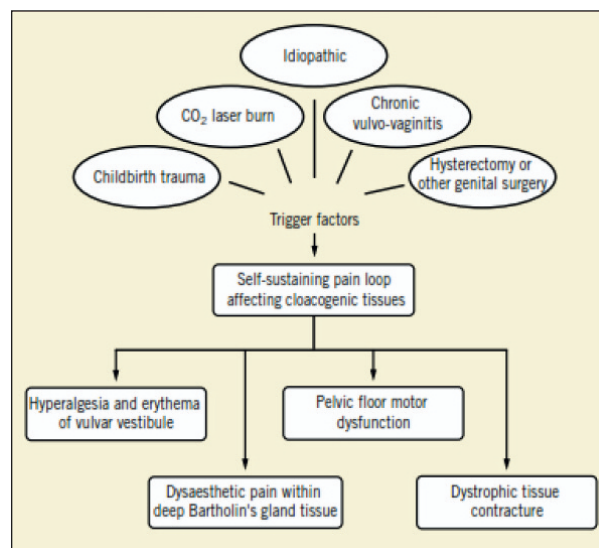 Idiopathic
CO₂ laser burn
Chronic
vulvo-vaginitis
Childbirth trauma
Hysterectomy or
other genital surgery
Trigger factors
Self-sustaining pain loop
affecting cloacogenic tissues
Hyperalgesia and erythema
of vulvar vestibule
Pelvic floor motor
dysfunction
Dysaesthetic pain within
deep Bartholin's gland tissue
Dystrophic tissue
contracture